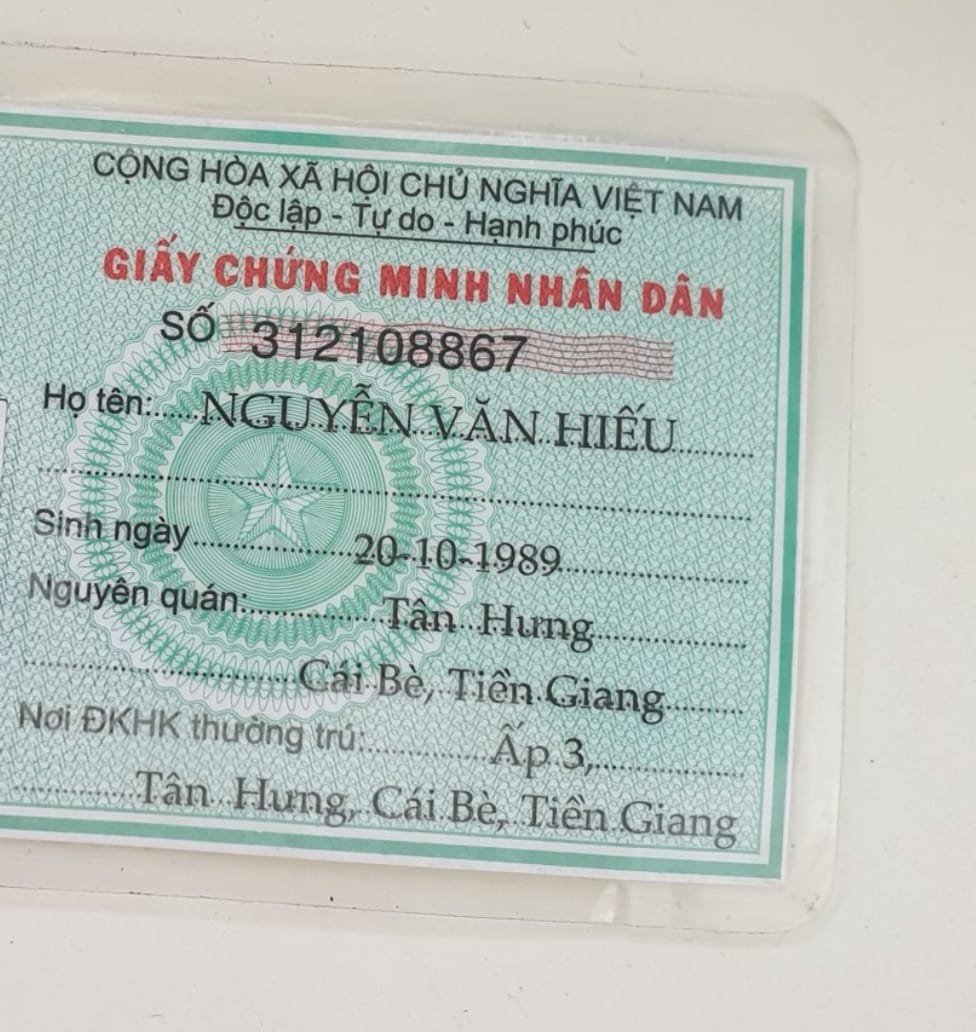 CỘNG HÒA XÃ HỘI CHỦ NGHĨA VIỆT NAM
Độc lập - Tự do - Hạnh phúc
GIẤY CHỨNG MINH NHÂN DÂN
SỐ 312108867
Họ tên: NGUYỄN VĂN HIẾU
Sinh ngày 20-10-1989
Nguyên quán: Tân Hưng
Cái Bè, Tiền Giang
Nơi ĐKHK thường trú: Ấp 3,
Tân Hưng, Cái Bè, Tiền Giang